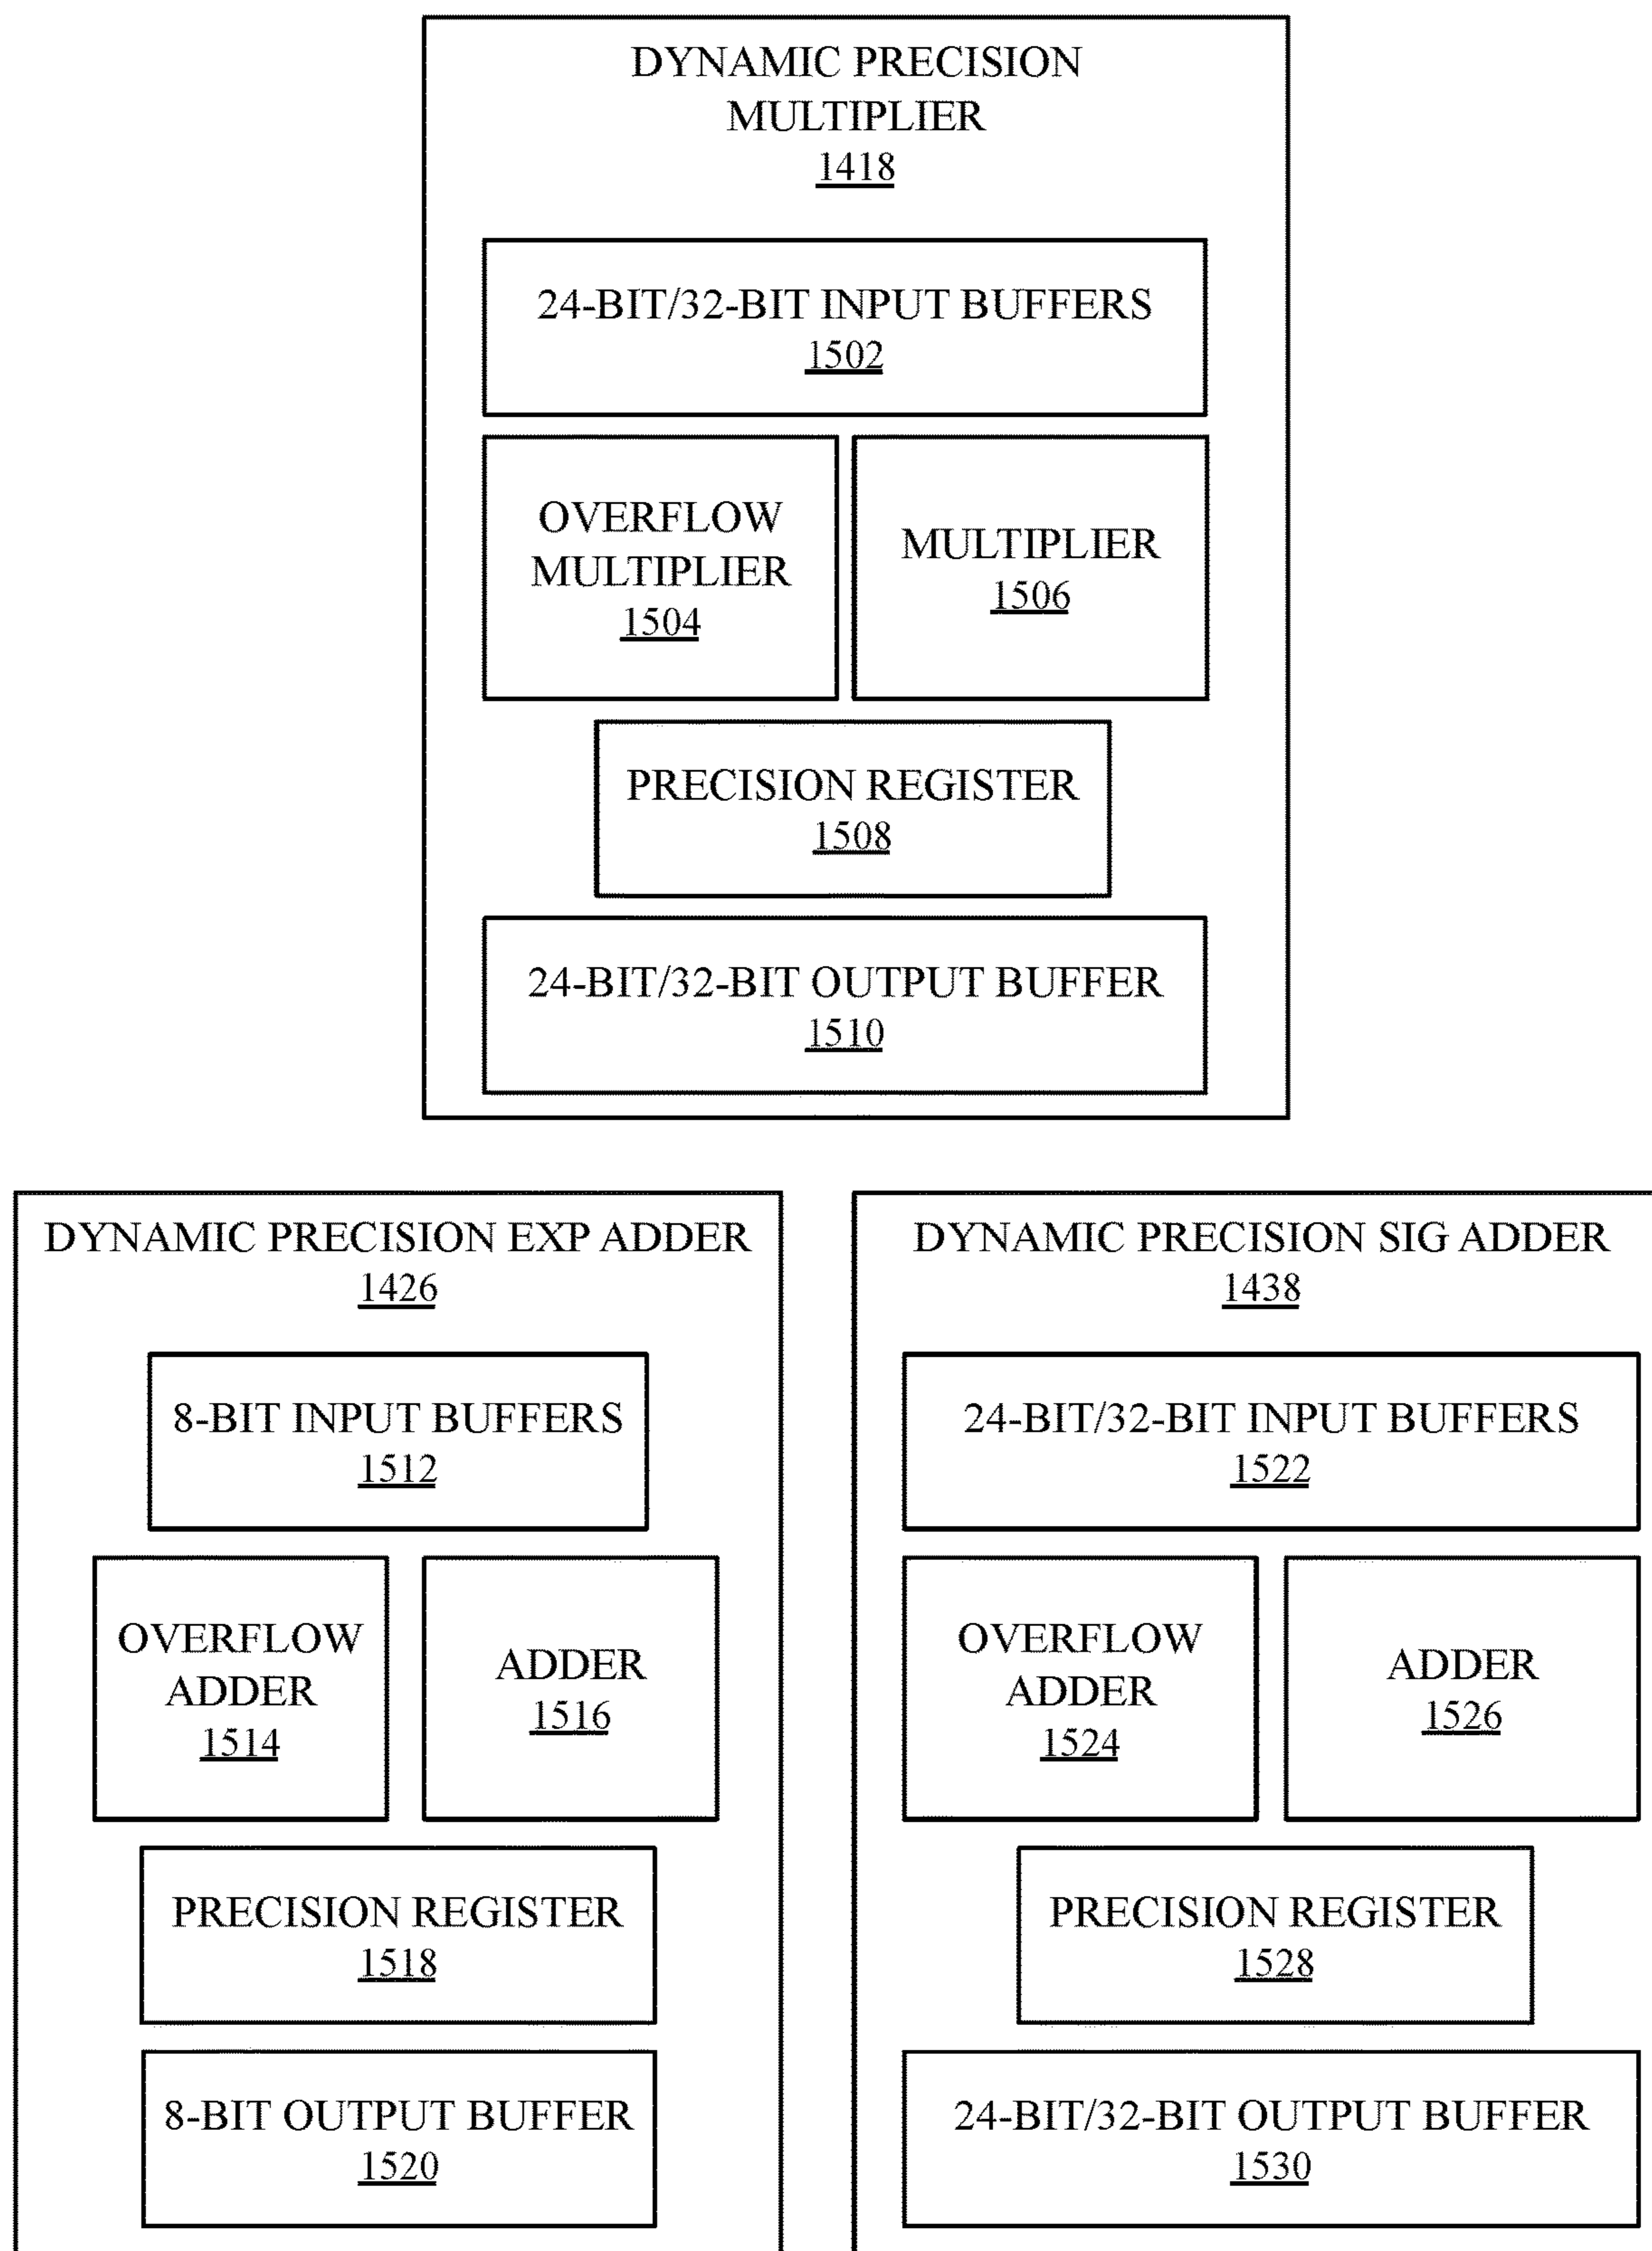 DYNAMIC PRECISION
MULTIPLIER
1418
24-BIT/32-BIT INPUT BUFFERS
1502
OVERFLOW
MULTIPLIER
1504
MULTIPLIER
1506
PRECISION REGISTER
1508
24-BIT/32-BIT OUTPUT BUFFER
1510
DYNAMIC PRECISION EXP ADDER
1426
8-BIT INPUT BUFFERS
1512
OVERFLOW
ADDER
1514
ADDER
1516
PRECISION REGISTER
1518
8-BIT OUTPUT BUFFER
1520
DYNAMIC PRECISION SIG ADDER
1438
24-BIT/32-BIT INPUT BUFFERS
1522
OVERFLOW
ADDER
1524
ADDER
1526
PRECISION REGISTER
1528
24-BIT/32-BIT OUTPUT BUFFER
1530